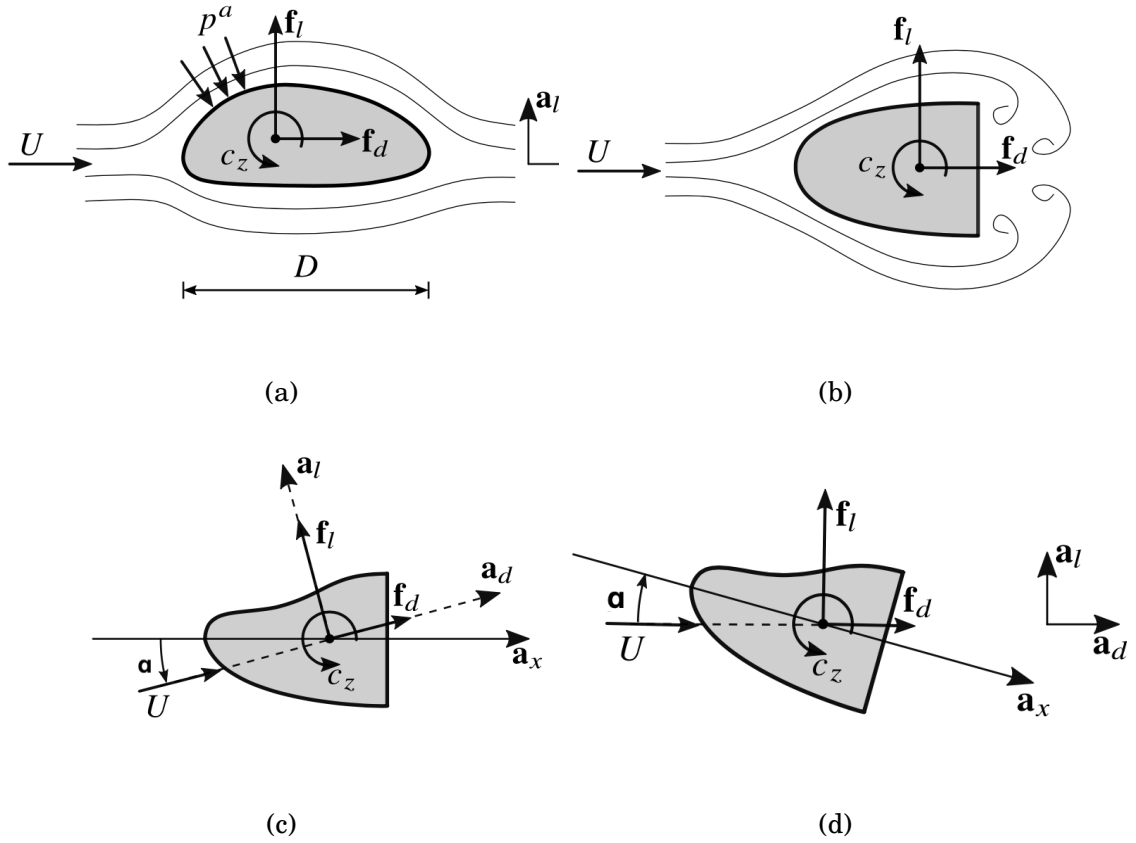 p^a
f_l
a_l
U
f_d
c_z
D
(a)
f_l
U
f_d
c_z
(b)
a_l
f_l
a_d
f_d
a_x
α
c_z
U
(c)
f_l
a_l
α
f_d
U
a_d
c_z
a_x
(d)